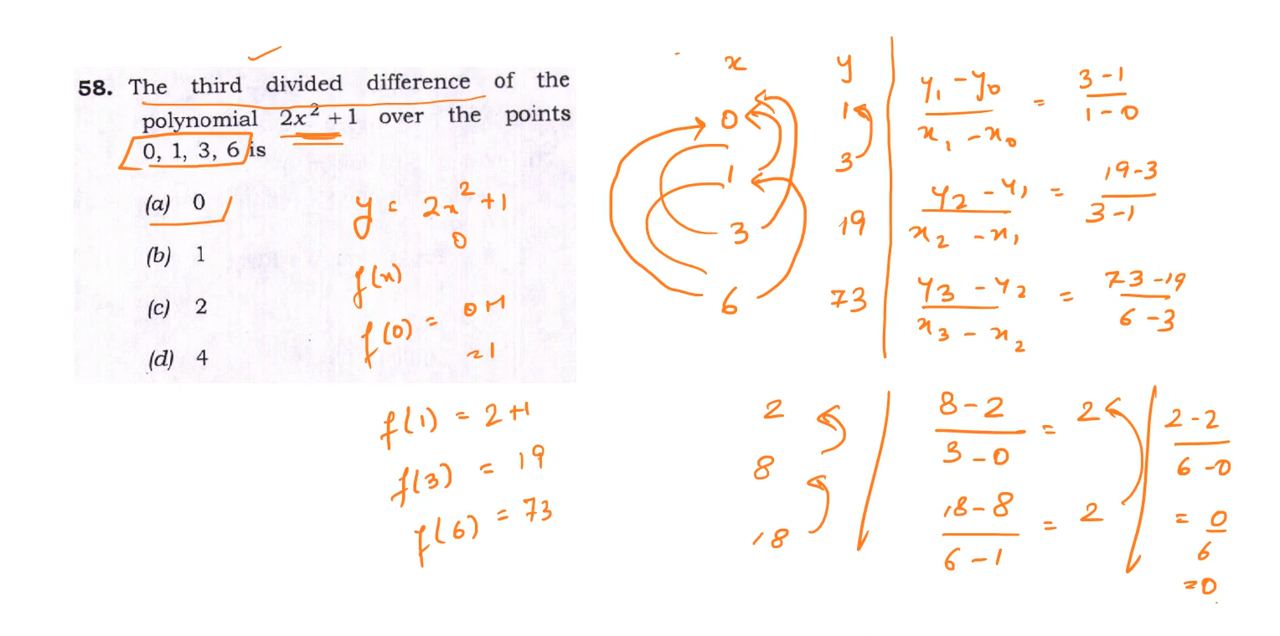 58. The third divided difference of the
polynomial 2x² + 1 over the points
0, 1, 3, 6 is
(a) 0
(b) 1
(c) 2
(d) 4
y = 2x² + 1
0
f(x)
f(0) = 0+1
=1
f(1) = 2+1
f(3) = 19
f(6) = 73
x y
0 1
1 3
3 19
6 73
y₁ - y₀ / x₁ - x₀ = 3-1 / 1-0
y₂ - y₁ / x₂ - x₁ = 19-3 / 3-1
y₃ - y₂ / x₃ - x₂ = 73-19 / 6-3
2
8
18
8-2 / 3-0 = 2
18-8 / 6-1 = 2
2-2 / 6-0
= 0 / 6
=0